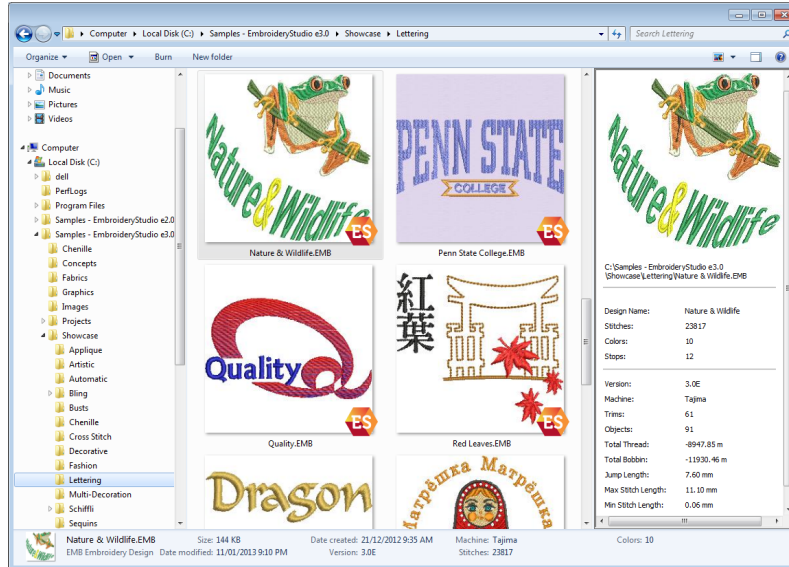 Computer ▸ Local Disk (C:) ▸ Samples - EmbroideryStudio e3.0 ▸ Showcase ▸ Lettering
Search Lettering
Organize
Open
Burn
New folder
Documents
Music
Pictures
Videos
Computer
Local Disk (C:)
dell
PerfLogs
Program Files
Samples - EmbroideryStudio e2.0
Samples - EmbroideryStudio e3.0
Chenille
Concepts
Fabrics
Graphics
Images
Projects
Showcase
Applique
Artistic
Automatic
Bling
Busts
Chenille
Cross Stitch
Decorative
Fashion
Lettering
Multi-Decoration
Schiffli
Sequins
Nature & Wildlife
ES
Nature & Wildlife.EMB
PENN STATE
COLLEGE
ES
Penn State College.EMB
Quality
ES
Quality.EMB
紅葉
ES
Red Leaves.EMB
Dragon
Матрёшка Матрёшка
Nature & Wildlife
C:\Samples - EmbroideryStudio e3.0
\Showcase\Lettering\Nature & Wildlife.EMB
Design Name: Nature & Wildlife
Stitches: 23817
Colors: 10
Stops: 12
Version: 3.0E
Machine: Tajima
Trims: 61
Objects: 91
Total Thread: -8947.85 m
Total Bobbin: -11930.46 m
Jump Length: 7.60 mm
Max Stitch Length: 11.10 mm
Min Stitch Length: 0.06 mm
Nature & Wildlife.EMB Size: 144 KB Date created: 21/12/2012 9:35 AM Machine: Tajima Colors: 10
EMB Embroidery Design Date modified: 11/01/2013 9:10 PM Version: 3.0E Stitches: 23817